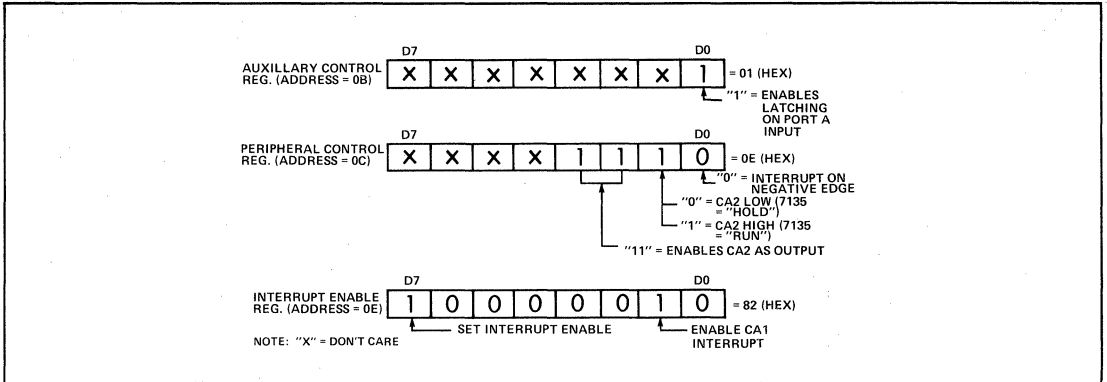 D7 D0
AUXILLARY CONTROL
REG. (ADDRESS = 0B)
X X X X X X X 1 = 01 (HEX)
"1" = ENABLES
LATCHING
ON PORT A
INPUT
D7 D0
PERIPHERAL CONTROL
REG. (ADDRESS = 0C)
X X X X 1 1 1 0 = 0E (HEX)
"0" = INTERRUPT ON
NEGATIVE EDGE
"0" = CA2 LOW (7135
= "HOLD")
"1" = CA2 HIGH (7135
= "RUN")
"11" = ENABLES CA2 AS OUTPUT
D7 D0
INTERRUPT ENABLE
REG. (ADDRESS = 0E)
1 0 0 0 0 0 1 0 = 82 (HEX)
SET INTERRUPT ENABLE
ENABLE CA1
INTERRUPT
NOTE: "X" = DON'T CARE